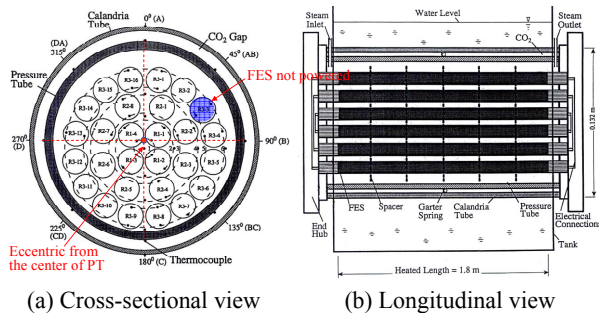 Calandria
Tube
0° (A)
CO2 Gap
(DA)
315°
45° (AB)
Pressure
Tube
FES not powered
R3-16
R3-1
R3-15
R3-2
R3-14
R2-8
R2-1
R3-13
R2-7
R1-4
R1-1
R2-2
R3-4
270°
(D)
90° (B)
R3-12
R2-6
R1-3
R1-2
R3-5
R3-11
R2-5
R2-4
R3-6
R3-10
R3-7
R3-9
R3-8
225°
(CD)
135° (BC)
Eccentric from
the center of PT
180° (C)
Thermocouple
(a) Cross-sectional view
Steam
Inlet
Water Level
Steam
Outlet
CO2
0.132 m
End
Hub
FES
Spacer
Garter
Spring
Calandria
Tube
Pressure
Tube
Electrical
Connections
Tank
Heated Length = 1.8 m
(b) Longitudinal view